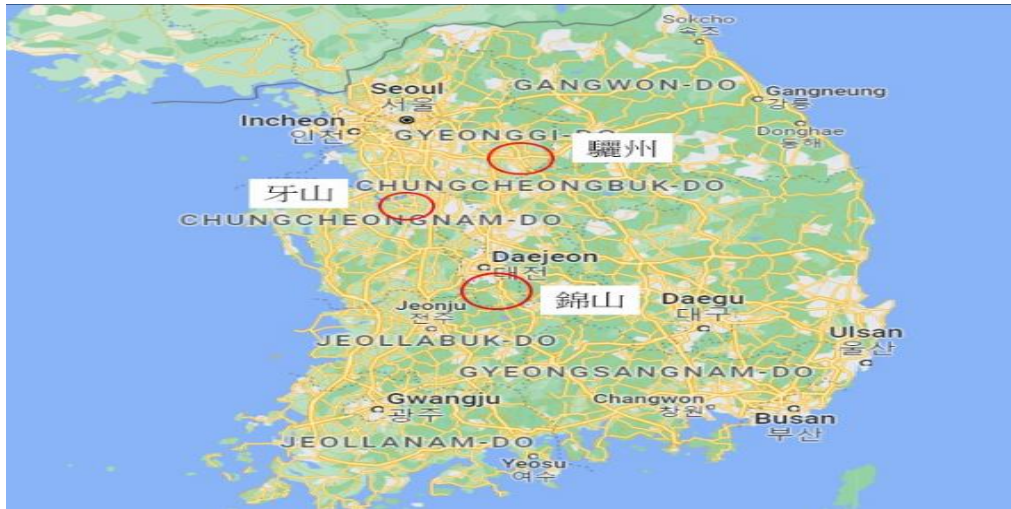 Sokcho
속초
GANGWON-DO
Seoul
서울
Gangneung
강릉
Incheon
인천
GYEONGGI-DO
Donghae
동해
驪州
牙山
CHUNGCHEONGBUK-DO
CHUNGCHEONGNAM-DO
Daejeon
대전
錦山
Jeonju
전주
Daegu
대구
Ulsan
울산
JEOLLABUK-DO
GYEONGSANGNAM-DO
Gwangju
광주
Changwon
창원
Busan
부산
JEOLLANAM-DO
Yeosu
여수